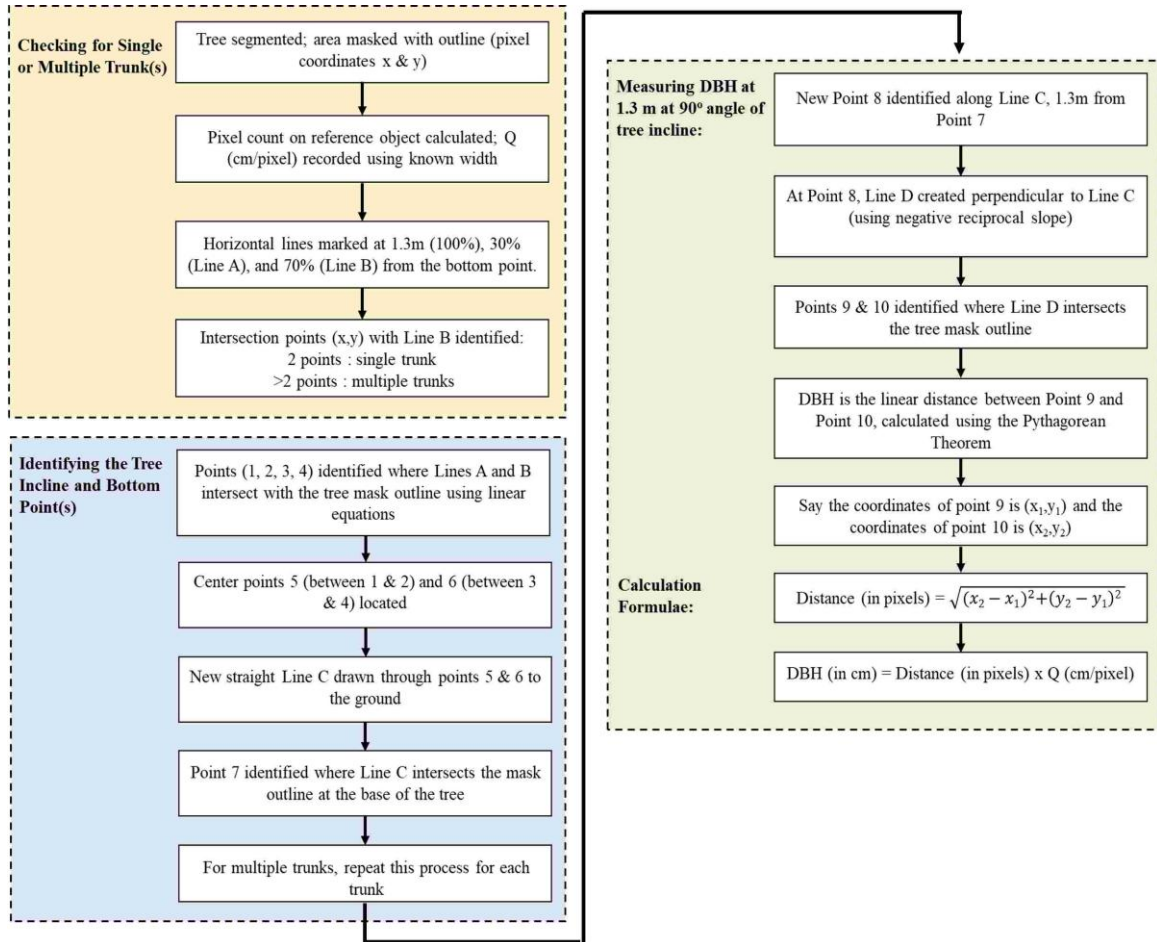 Checking for Single
or Multiple Trunk(s)
Tree segmented; area masked with outline (pixel
coordinates x & y)
Pixel count on reference object calculated; Q
(cm/pixel) recorded using known width
Horizontal lines marked at 1.3m (100%), 30%
(Line A), and 70% (Line B) from the bottom point.
Intersection points (x,y) with Line B identified:
2 points : single trunk
>2 points : multiple trunks
Identifying the Tree
Incline and Bottom
Point(s)
Points (1, 2, 3, 4) identified where Lines A and B
intersect with the tree mask outline using linear
equations
Center points 5 (between 1 & 2) and 6 (between 3
& 4) located
New straight Line C drawn through points 5 & 6 to
the ground
Point 7 identified where Line C intersects the mask
outline at the base of the tree
For multiple trunks, repeat this process for each
trunk
Measuring DBH at
1.3 m at 90° angle of
tree incline:
New Point 8 identified along Line C, 1.3m from
Point 7
At Point 8, Line D created perpendicular to Line C
(using negative reciprocal slope)
Points 9 & 10 identified where Line D intersects
the tree mask outline
DBH is the linear distance between Point 9 and
Point 10, calculated using the Pythagorean
Theorem
Say the coordinates of point 9 is (x₁,y₁) and the
coordinates of point 10 is (x₂,y₂)
Calculation
Formulae:
Distance (in pixels) = √(x₂ − x₁)²+(y₂ − y₁)²
DBH (in cm) = Distance (in pixels) x Q (cm/pixel)